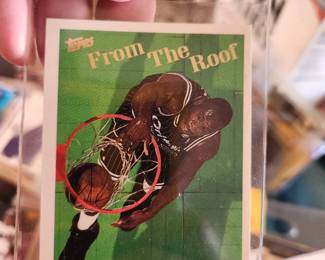 Topps
From The Roof